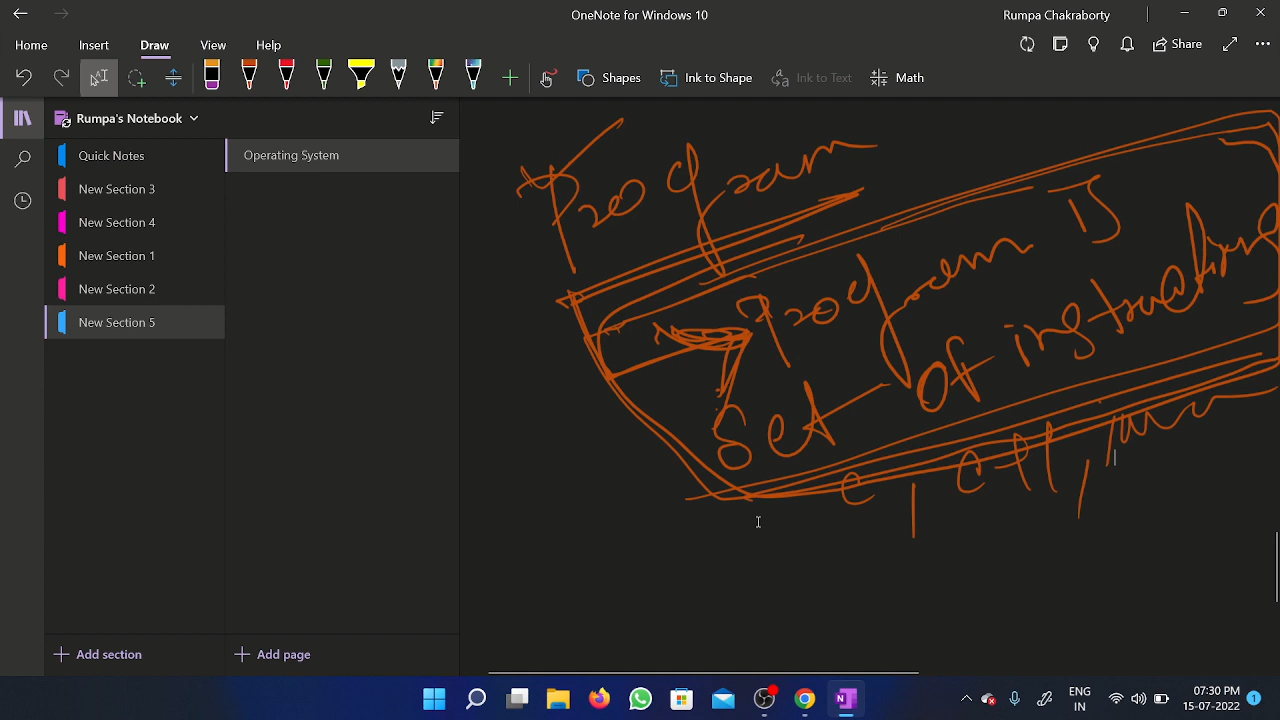 OneNote for Windows 10
Rumpa Chakraborty
Home Insert Draw View Help
Share
Shapes Ink to Shape Ink to Text Math
Rumpa's Notebook
Quick Notes
New Section 3
New Section 4
New Section 1
New Section 2
New Section 5
Operating System
Program
Program is
Set of instructions
c, c++,
Add section
Add page
ENG
IN
07:30 PM
15-07-2022
1